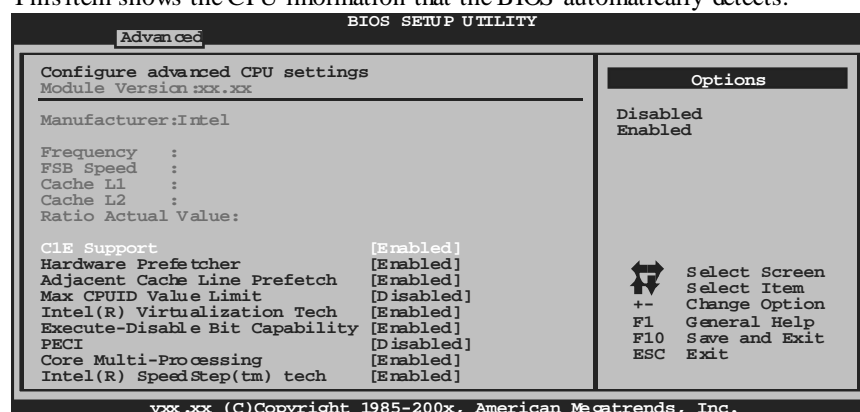 This item shows the CPU information that the BIOS automatically detects.
BIOS SETUP UTILITY
Advanced
Configure advanced CPU settings
Module Version:xx.xx
Manufacturer:Intel
Frequency :
FSB Speed :
Cache L1 :
Cache L2 :
Ratio Actual Value:
C1E Support [Enabled]
Hardware Prefetcher [Enabled]
Adjacent Cache Line Prefetch [Enabled]
Max CPUID Value Limit [Disabled]
Intel(R) Virtualization Tech [Enabled]
Execute-Disable Bit Capability [Enabled]
PECI [Disabled]
Core Multi-Processing [Enabled]
Intel(R) SpeedStep(tm) tech [Enabled]
Options
Disabled
Enabled
Select Screen
Select Item
+- Change Option
F1 General Help
F10 Save and Exit
ESC Exit
vxx.xx (C)Copyright 1985-200x, American Megatrends, Inc.